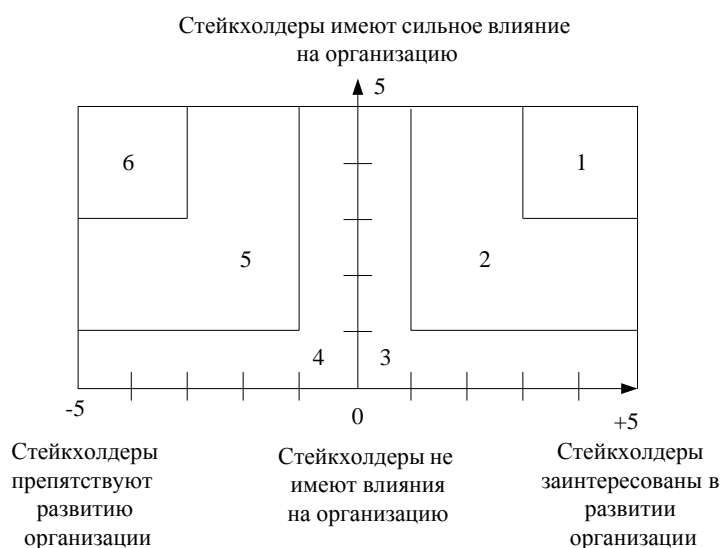 Стейкхолдеры имеют сильное влияние
на организацию
5
6
1
5
2
4
3
-5
0
+5
Стейкхолдеры
препятствуют
развитию
организации
Стейкхолдеры не
имеют влияния
на организацию
Стейкхолдеры
заинтересованы в
развитии
организации